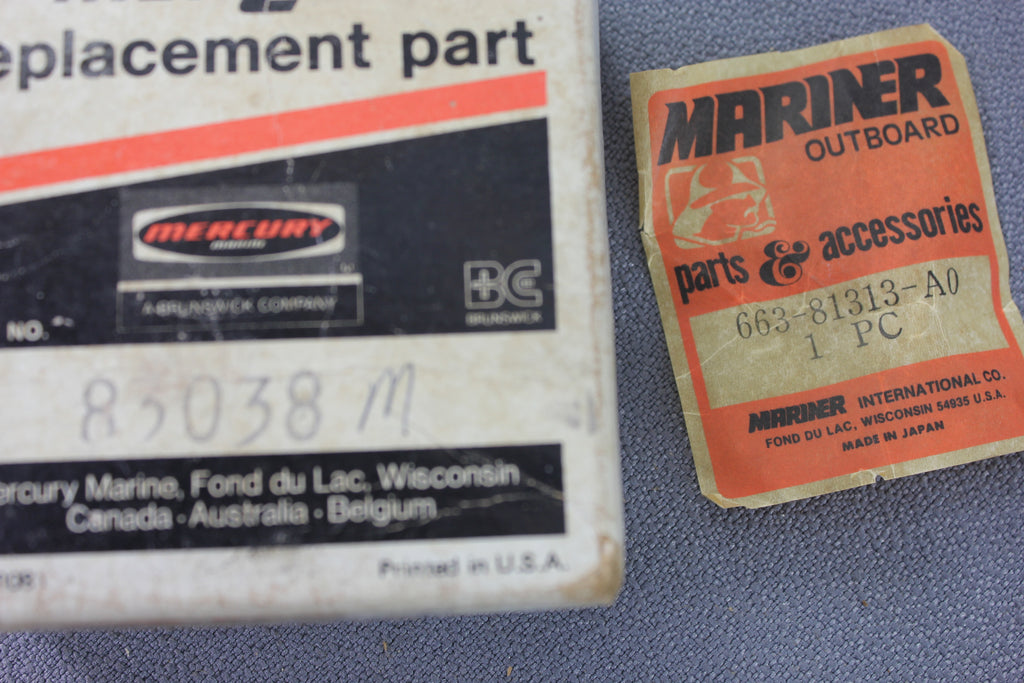 eplacement part
MERCURY
MARINE
A BRUNSWICK COMPANY
BC
BRUNSWICK
NO.
85038 M
ercury Marine, Fond du Lac, Wisconsin
Canada · Australia · Belgium
Printed in U.S.A.
MARINER
OUTBOARD
parts & accessories
663-81313-A0
1 PC
MARINER INTERNATIONAL CO.
FOND DU LAC, WISCONSIN 54935 U.S.A.
MADE IN JAPAN